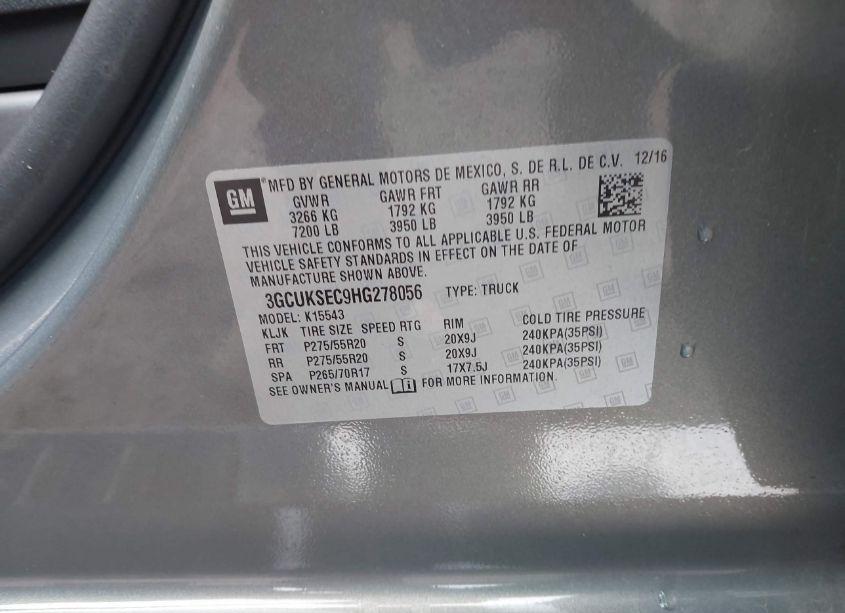 GM MFD BY GENERAL MOTORS DE MEXICO, S. DE R.L. DE C.V. 12/16
GVWR GAWR FRT GAWR RR
3266 KG 1792 KG 1792 KG
7200 LB 3950 LB 3950 LB
THIS VEHICLE CONFORMS TO ALL APPLICABLE U.S. FEDERAL MOTOR
VEHICLE SAFETY STANDARDS IN EFFECT ON THE DATE OF
MANUFACTURE SHOWN ABOVE.
3GCUKSEC9HG278056 TYPE: TRUCK
MODEL: K15543
KLJK TIRE SIZE SPEED RTG RIM COLD TIRE PRESSURE
FRT P275/55R20 S 20X9J 240KPA(35PSI)
RR P275/55R20 S 20X9J 240KPA(35PSI)
SPA P265/70R17 S 17X7.5J 240KPA(35PSI)
SEE OWNER'S MANUAL FOR MORE INFORMATION.